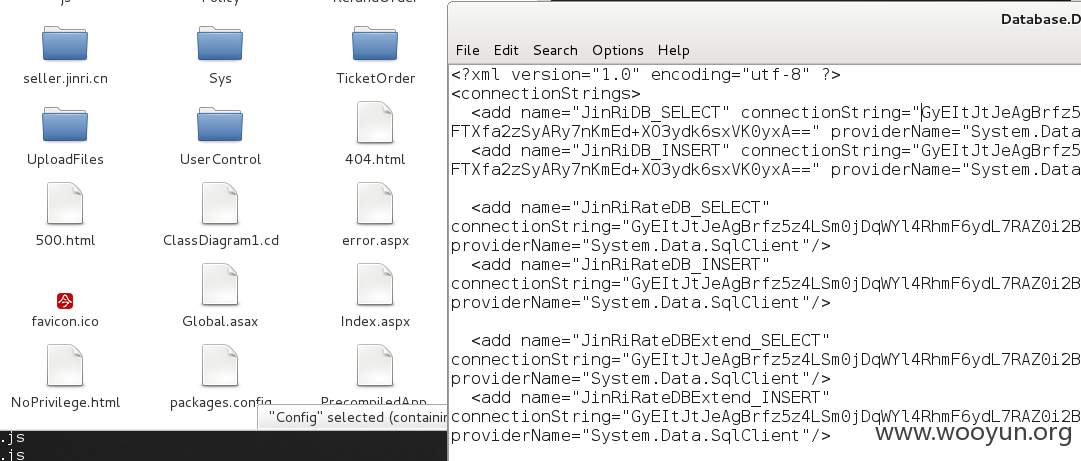 js
Policy
RefundOrder
seller.jinri.cn
Sys
TicketOrder
UploadFiles
UserControl
404.html
500.html
ClassDiagram1.cd
error.aspx
favicon.ico
Global.asax
Index.aspx
NoPrivilege.html
packages.config
PrecompiledApp
"Config" selected (containin
.js
.js
Database.D
File Edit Search Options Help
<?xml version="1.0" encoding="utf-8" ?>
<connectionStrings>
<add name="JinRiDB_SELECT" connectionString="GyEItJtJeAgBrfz5
FTXfa2zSyARy7nKmEd+XO3ydk6sxVK0yxA==" providerName="System.Data
<add name="JinRiDB_INSERT" connectionString="GyEItJtJeAgBrfz5
FTXfa2zSyARy7nKmEd+XO3ydk6sxVK0yxA==" providerName="System.Data
<add name="JinRiRateDB_SELECT"
connectionString="GyEItJtJeAgBrfz5z4LSm0jDqWYl4RhmF6ydL7RAZ0i2B
providerName="System.Data.SqlClient"/>
<add name="JinRiRateDB_INSERT"
connectionString="GyEItJtJeAgBrfz5z4LSm0jDqWYl4RhmF6ydL7RAZ0i2B
providerName="System.Data.SqlClient"/>
<add name="JinRiRateDBExtend_SELECT"
connectionString="GyEItJtJeAgBrfz5z4LSm0jDqWYl4RhmF6ydL7RAZ0i2B
providerName="System.Data.SqlClient"/>
<add name="JinRiRateDBExtend_INSERT"
connectionString="GyEItJtJeAgBrfz5z4LSm0jDqWYl4RhmF6ydL7RAZ0i2B
providerName="System.Data.SqlClient"/>
www.wooyun.org